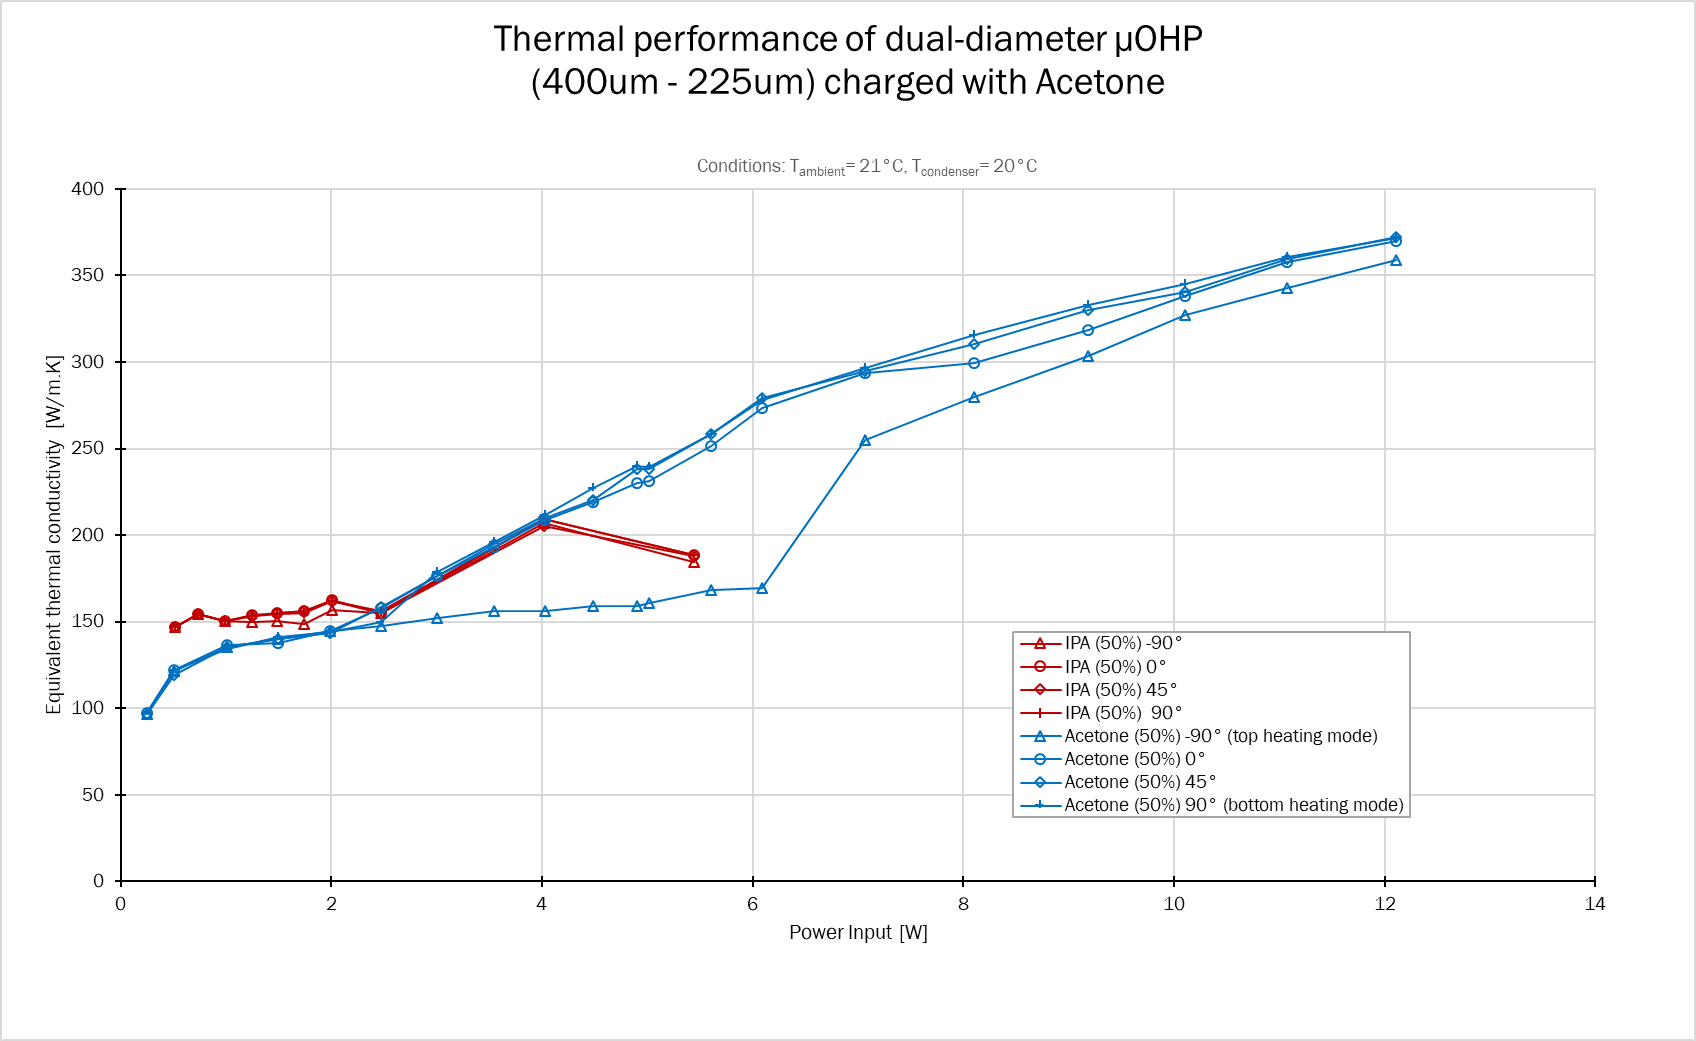 Thermal performance of dual-diameter µOHP
(400um - 225um) charged with Acetone
Conditions: Tambient= 21°C, Tcondenser= 20°C
Equivalent thermal conductivity [W/m.K]
400
350
300
250
200
150
100
50
0
0 2 4 6 8 10 12 14
Power Input [W]
IPA (50%) -90°
IPA (50%) 0°
IPA (50%) 45°
IPA (50%) 90°
Acetone (50%) -90° (top heating mode)
Acetone (50%) 0°
Acetone (50%) 45°
Acetone (50%) 90° (bottom heating mode)